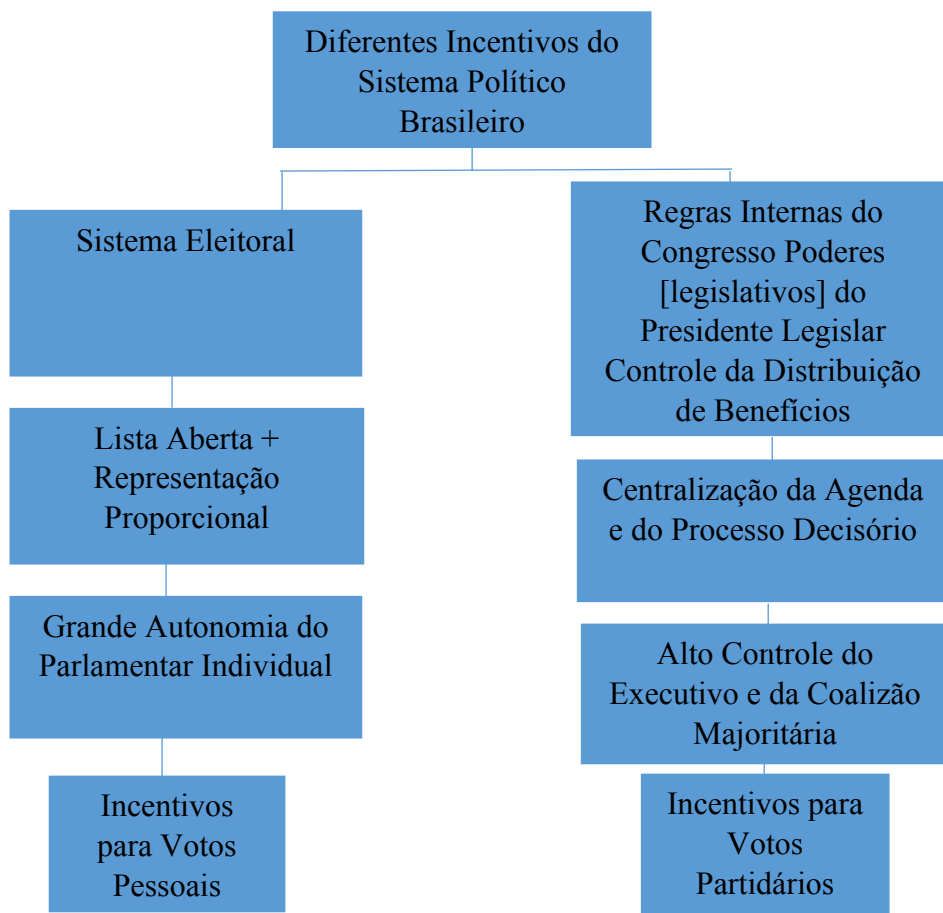 Diferentes Incentivos do
Sistema Político
Brasileiro
Sistema Eleitoral
Lista Aberta +
Representação
Proporcional
Grande Autonomia do
Parlamentar Individual
Incentivos
para Votos
Pessoais
Regras Internas do
Congresso Poderes
[legislativos] do
Presidente Legislar
Controle da Distribuição
de Benefícios
Centralização da Agenda
e do Processo Decisório
Alto Controle do
Executivo e da Coalizão
Majoritária
Incentivos para
Votos
Partidários